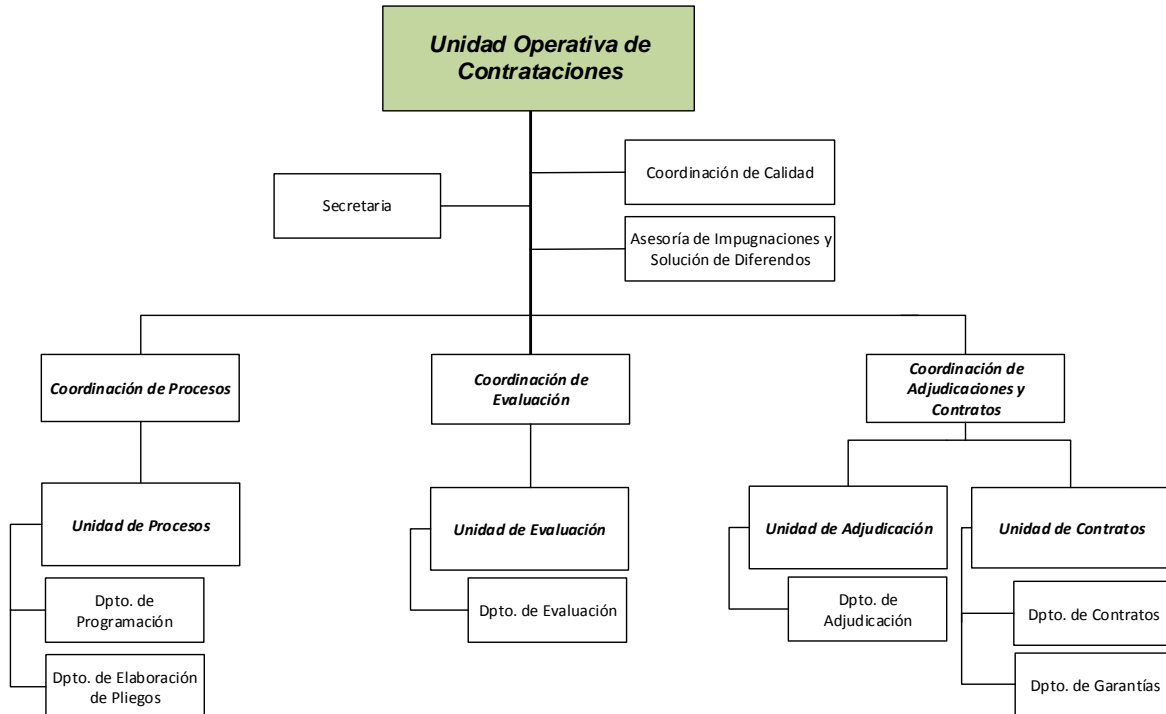 Unidad Operativa de
Contrataciones
Coordinación de Calidad
Secretaria
Asesoría de Impugnaciones y
Solución de Diferendos
Coordinación de Procesos
Coordinación de
Evaluación
Coordinación de
Adjudicaciones y
Contratos
Unidad de Procesos
Unidad de Evaluación
Unidad de Adjudicación
Unidad de Contratos
Dpto. de
Programación
Dpto. de Evaluación
Dpto. de
Adjudicación
Dpto. de Contratos
Dpto. de Elaboración
de Pliegos
Dpto. de Garantías